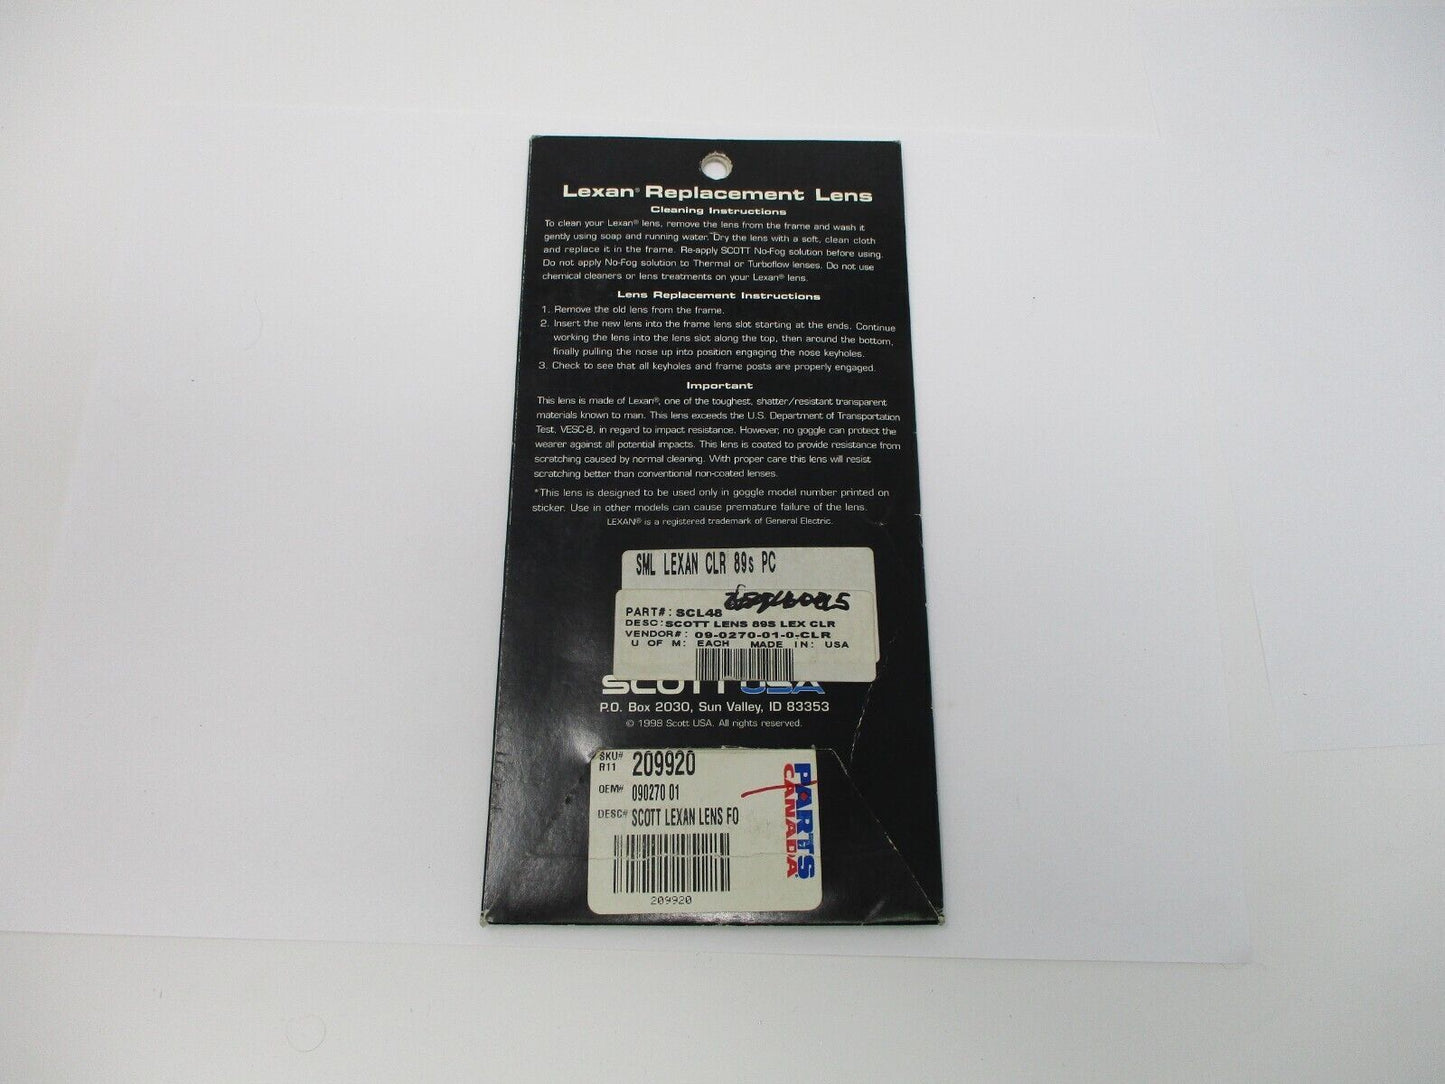 Lexan® Replacement Lens
Cleaning Instructions
To clean your Lexan® lens, remove the lens from the frame and wash it
gently using soap and running water. Dry the lens with a soft, clean cloth
and replace it in the frame. Re-apply SCOTT No-Fog solution before using.
Do not apply No-Fog solution to Thermal or Turboflow lenses. Do not use
chemical cleaners or lens treatments on your Lexan® lens.
Lens Replacement Instructions
1. Remove the old lens from the frame.
2. Insert the new lens into the frame lens slot starting at the ends. Continue
working the lens into the lens slot along the top, then around the bottom,
finally pulling the nose up into position engaging the nose keyholes.
3. Check to see that all keyholes and frame posts are properly engaged.
Important
This lens is made of Lexan®, one of the toughest, shatter/resistant transparent
materials known to man. This lens exceeds the U.S. Department of Transportation
Test, VESC-8, in regard to impact resistance. However, no goggle can protect the
wearer against all potential impacts. This lens is coated to provide resistance from
scratching caused by normal cleaning. With proper care this lens will resist
scratching better than conventional non-coated lenses.
*This lens is designed to be used only in goggle model number printed on
sticker. Use in other models can cause premature failure of the lens.
LEXAN® is a registered trademark of General Electric.
SML LEXAN CLR 89s PC
PART#: SCL48
DESC: SCOTT LENS 89S LEX CLR
VENDOR#: 09-0270-01-0-CLR
U OF M: EACH MADE IN: USA
SCOTT USA
P.O. Box 2030, Sun Valley, ID 83353
© 1998 Scott USA. All rights reserved.
SKU# 209920
R11
OEM# 090270 01
DESC# SCOTT LEXAN LENS FO
209920
PARTS
CANADA